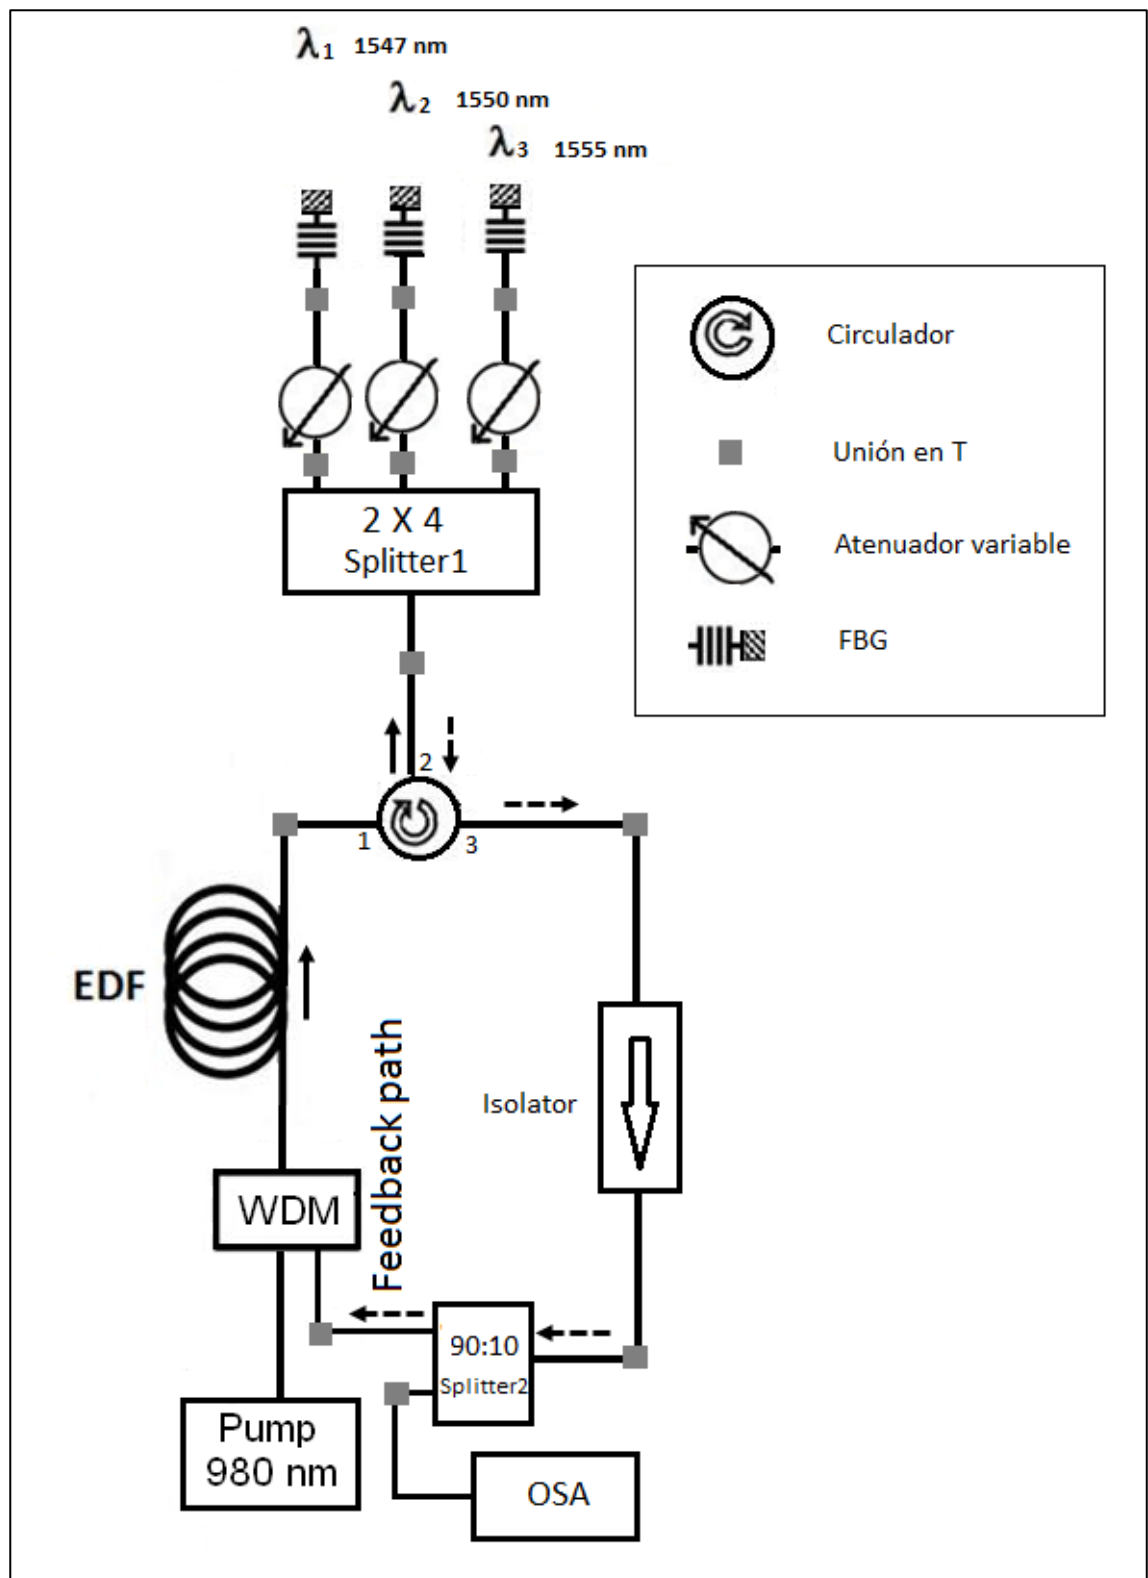 λ1 1547 nm
λ2 1550 nm
λ3 1555 nm
Circulador
Unión en T
Atenuador variable
FBG
2 X 4
Splitter1
2
1
3
EDF
Feedback path
Isolator
WDM
90:10
Splitter2
Pump
980 nm
OSA